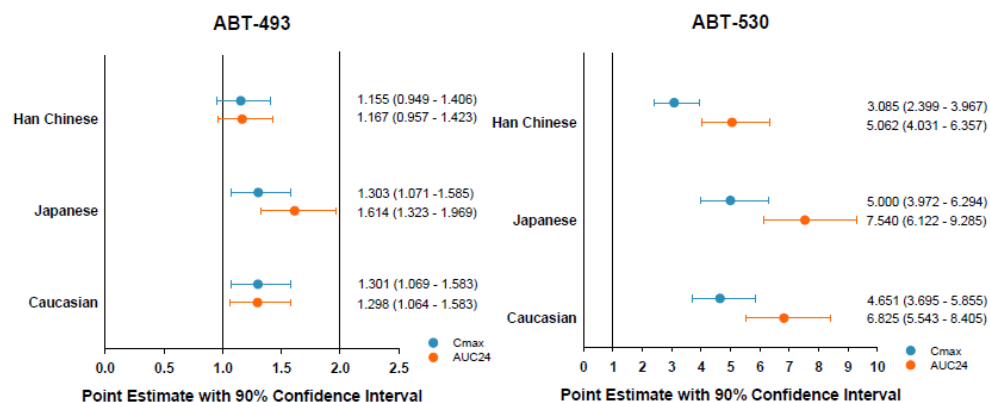 ABT-493
Han Chinese
1.155 (0.949 - 1.406)
1.167 (0.957 - 1.423)
Japanese
1.303 (1.071 -1.585)
1.614 (1.323 - 1.969)
Caucasian
1.301 (1.069 - 1.583)
1.298 (1.064 - 1.583)
Cmax
AUC24
0.0 0.5 1.0 1.5 2.0 2.5
Point Estimate with 90% Confidence Interval
ABT-530
Han Chinese
3.085 (2.399 - 3.967)
5.062 (4.031 - 6.357)
Japanese
5.000 (3.972 - 6.294)
7.540 (6.122 - 9.285)
Caucasian
4.651 (3.695 - 5.855)
6.825 (5.543 - 8.405)
Cmax
AUC24
0 1 2 3 4 5 6 7 8 9 10
Point Estimate with 90% Confidence Interval